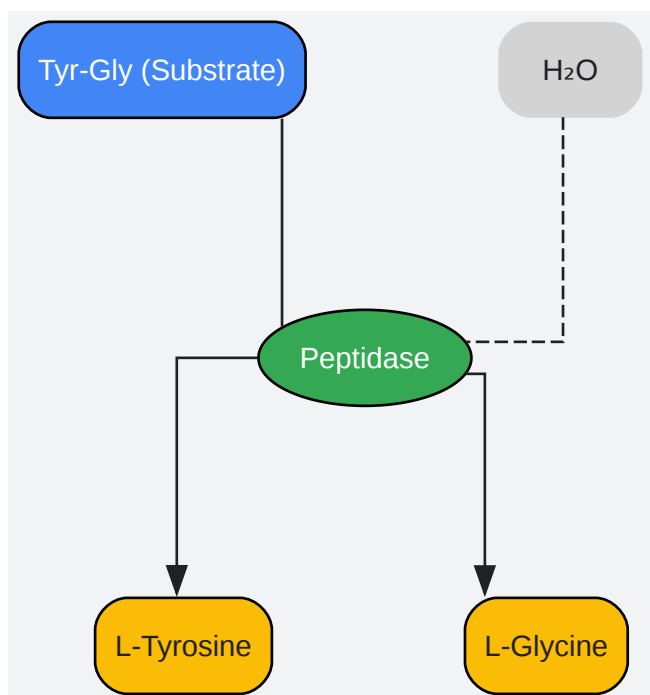 Tyr-Gly (Substrate)
H₂O
Peptidase
L-Tyrosine
L-Glycine